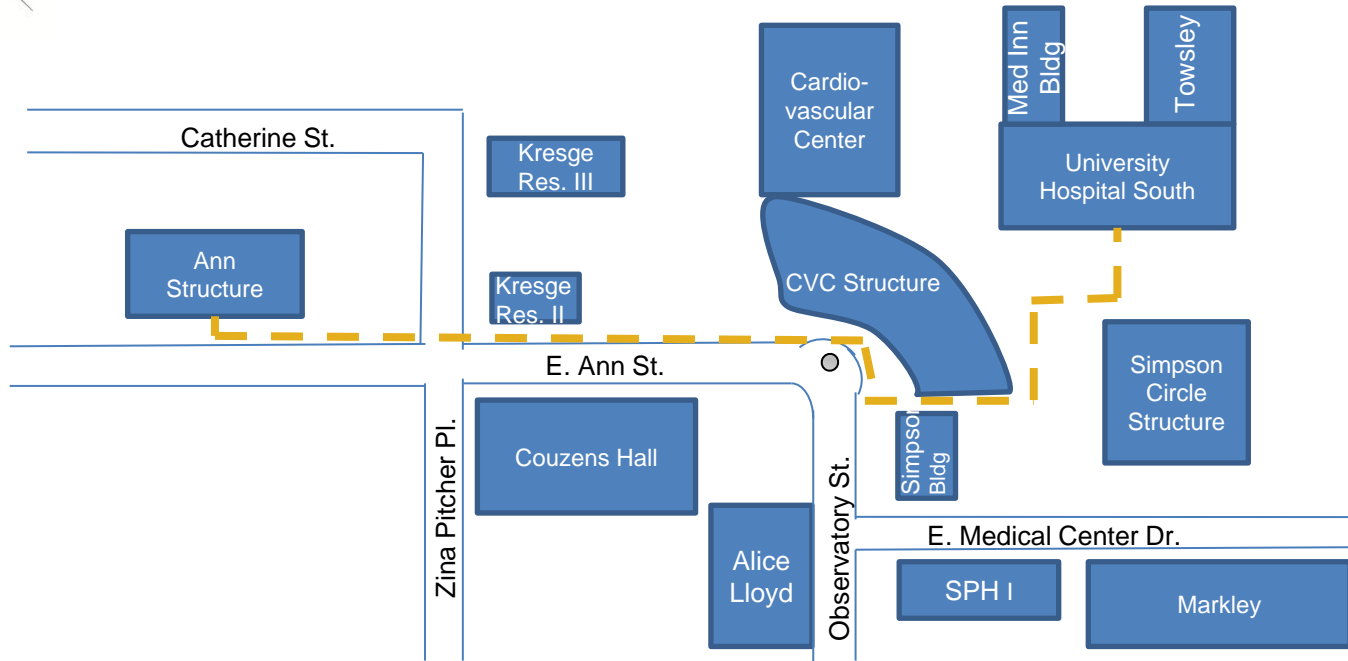 Med Inn
Bldg
Towsley
Cardio-
vascular
Center
Catherine St.
Kresge
Res. III
University
Hospital South
Ann
Structure
Kresge
Res. II
CVC Structure
E. Ann St.
Simpson
Circle
Structure
Zina Pitcher Pl.
Couzens Hall
Simpson
Bldg
Observatory St.
E. Medical Center Dr.
Alice
Lloyd
SPH I
Markley